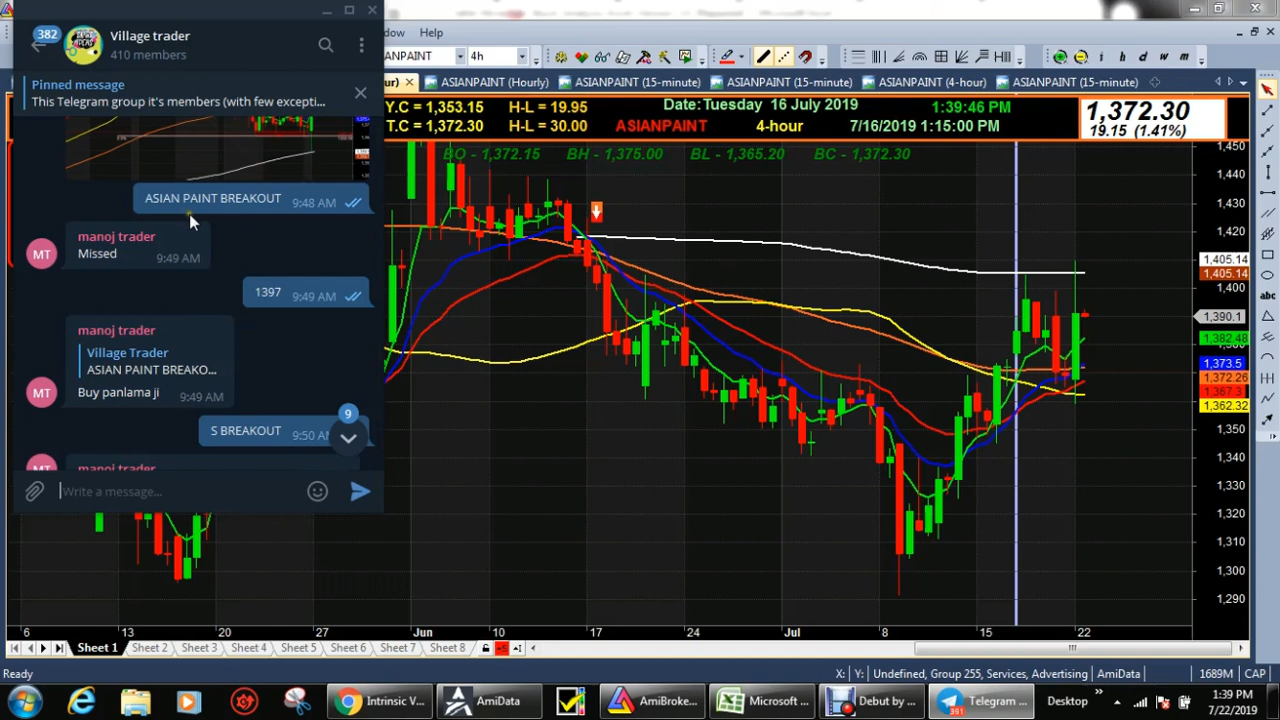 382
Village trader
410 members
Pinned message
This Telegram group it's members (with few excepti...
ASIAN PAINT BREAKOUT 9:48 AM
manoj trader
Missed 9:49 AM
MT
1397 9:49 AM
manoj trader
Village Trader
ASIAN PAINT BREAKO...
Buy panlama ji 9:49 AM
MT
9
S BREAKOUT 9:50 AM
manoj trader
MT
Write a message...
Help
ANPAINT 4h
h d w m
ASIANPAINT (Hourly) ASIANPAINT (15-minute) ASIANPAINT (15-minute) ASIANPAINT (4-hour) ASIANPAINT (15-minute)
Y.C = 1,353.15 H-L = 19.95 Date:Tuesday 16 July 2019 1:39:46 PM
T.C = 1,372.30 H-L = 30.00 ASIANPAINT 4-hour 7/16/2019 1:15:00 PM
1,372.30
19.15 (1.41%)
BO - 1,372.15 BH - 1,375.00 BL - 1,365.20 BC - 1,372.30
1,450
1,440
1,430
1,420
1,405.14
1,405.14
1,400
1,390.1
1,382.48
1,373.5
1,372.26
1,367.3
1,362.32
1,350
1,340
1,330
1,320
1,310
1,300
1,290
abc
6 13 20 27 Jun 10 17 24 Jul 8 15 22
Sheet 1 Sheet 2 Sheet 3 Sheet 4 Sheet 5 Sheet 6 Sheet 7 Sheet 8
Ready X: Y: Undefined, Group 255, Services, Advertising AmiData 1689M CAP
Intrinsic V... AmiData AmiBroke... Microsoft ... Debut by ... Telegram ... Desktop 1:39 PM
391
7/22/2019